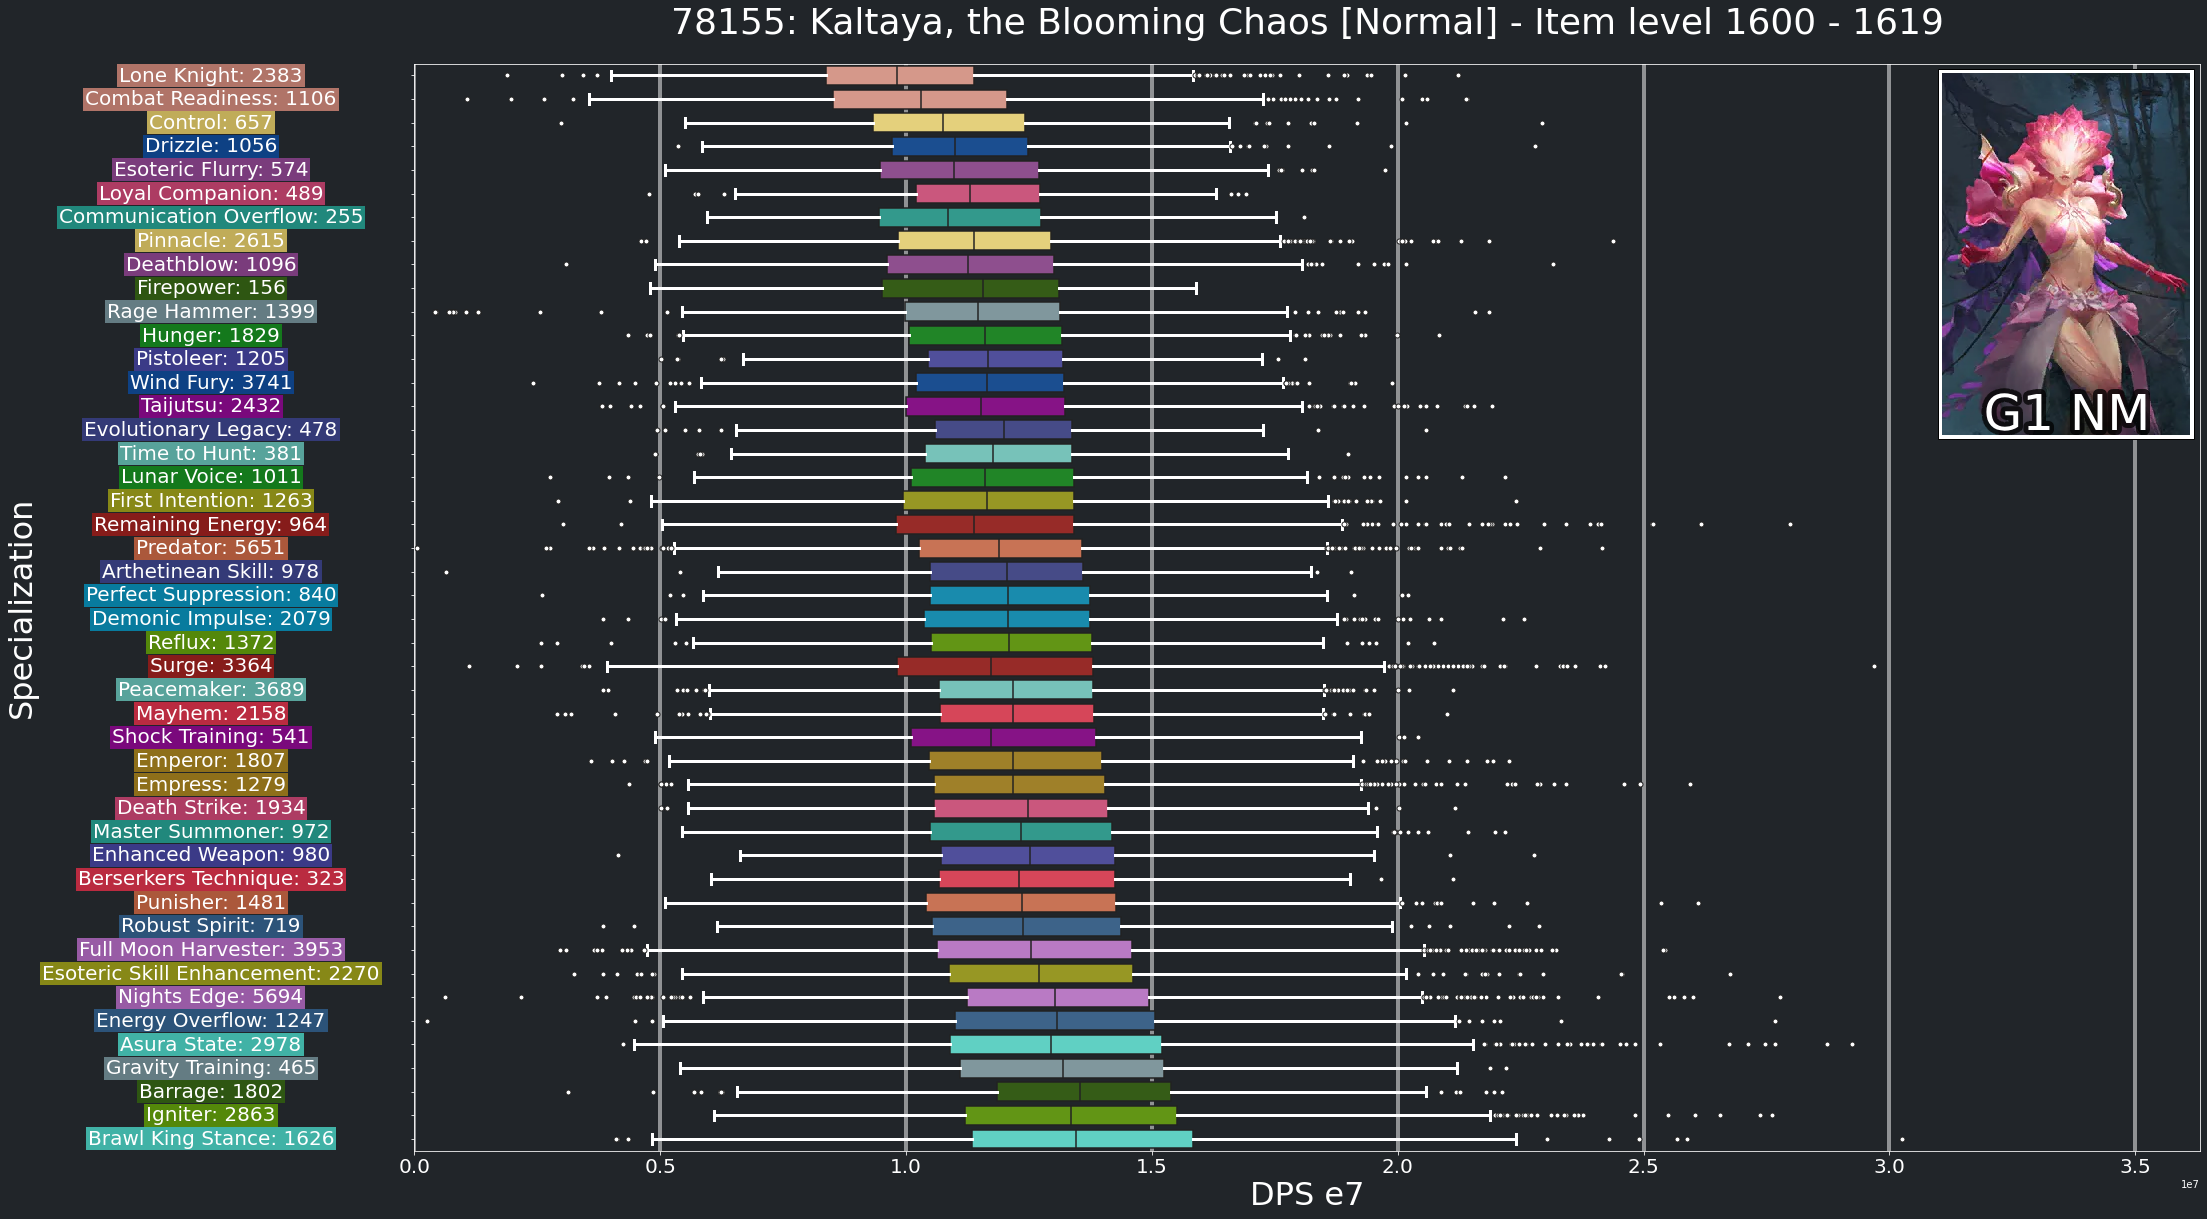 78155: Kaltaya, the Blooming Chaos [Normal] - Item level 1600 - 1619
Lone Knight: 2383
Combat Readiness: 1106
Control: 657
Drizzle: 1056
Esoteric Flurry: 574
Loyal Companion: 489
Communication Overflow: 255
Pinnacle: 2615
Deathblow: 1096
Firepower: 156
Rage Hammer: 1399
Hunger: 1829
Pistoleer: 1205
Wind Fury: 3741
Taijutsu: 2432
Evolutionary Legacy: 478
Time to Hunt: 381
Lunar Voice: 1011
First Intention: 1263
Remaining Energy: 964
Predator: 5651
Arthetinean Skill: 978
Perfect Suppression: 840
Demonic Impulse: 2079
Reflux: 1372
Surge: 3364
Peacemaker: 3689
Mayhem: 2158
Shock Training: 541
Emperor: 1807
Empress: 1279
Death Strike: 1934
Master Summoner: 972
Enhanced Weapon: 980
Berserkers Technique: 323
Punisher: 1481
Robust Spirit: 719
Full Moon Harvester: 3953
Esoteric Skill Enhancement: 2270
Nights Edge: 5694
Energy Overflow: 1247
Asura State: 2978
Gravity Training: 465
Barrage: 1802
Igniter: 2863
Brawl King Stance: 1626
Specialization
G1 NM
0.0 0.5 1.0 1.5 2.0 2.5 3.0 3.5
1e7
DPS e7